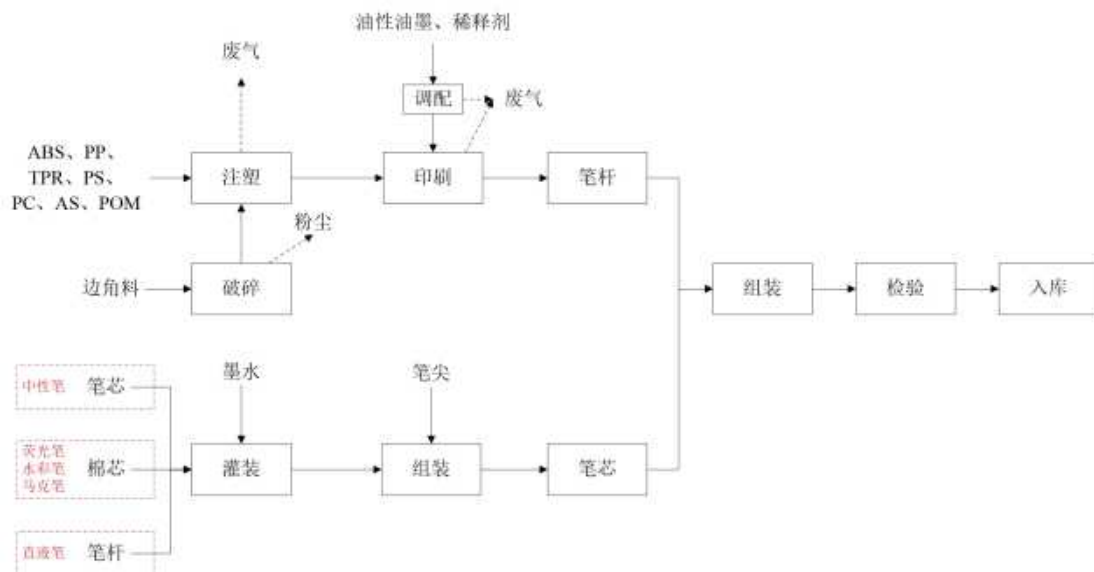 油性油墨、稀释剂
废气
调配
废气
ABS、PP、
TPR、PS、
PC、AS、POM
注塑
印刷
笔杆
粉尘
边角料
破碎
组装
检验
入库
墨水
笔尖
中性笔
笔芯
荧光笔
水彩笔
马克笔
棉芯
灌装
组装
笔芯
直液笔
笔杆